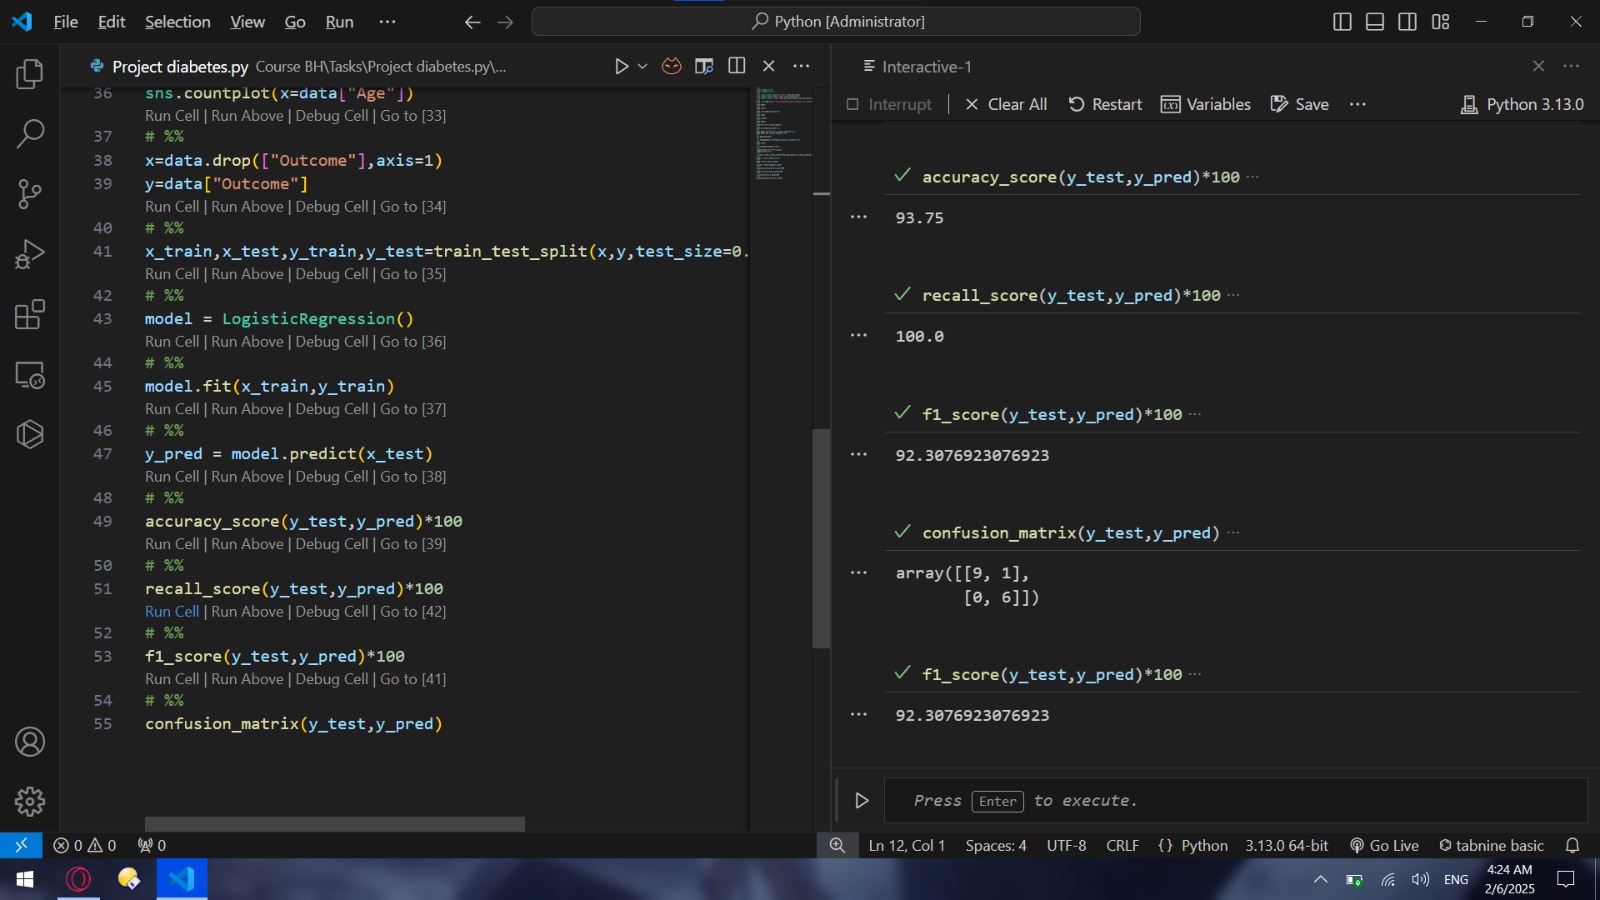 File Edit Selection View Go Run ···
Python [Administrator]
Project diabetes.py Course BH\Tasks\Project diabetes.py\...
36 sns.countplot(x=data["Age"])
Run Cell | Run Above | Debug Cell | Go to [33]
37 # %%
38 x=data.drop(["Outcome"],axis=1)
39 y=data["Outcome"]
Run Cell | Run Above | Debug Cell | Go to [34]
40 # %%
41 x_train,x_test,y_train,y_test=train_test_split(x,y,test_size=0.
Run Cell | Run Above | Debug Cell | Go to [35]
42 # %%
43 model = LogisticRegression()
Run Cell | Run Above | Debug Cell | Go to [36]
44 # %%
45 model.fit(x_train,y_train)
Run Cell | Run Above | Debug Cell | Go to [37]
46 # %%
47 y_pred = model.predict(x_test)
Run Cell | Run Above | Debug Cell | Go to [38]
48 # %%
49 accuracy_score(y_test,y_pred)*100
Run Cell | Run Above | Debug Cell | Go to [39]
50 # %%
51 recall_score(y_test,y_pred)*100
Run Cell | Run Above | Debug Cell | Go to [42]
52 # %%
53 f1_score(y_test,y_pred)*100
Run Cell | Run Above | Debug Cell | Go to [41]
54 # %%
55 confusion_matrix(y_test,y_pred)
Interactive-1
Interrupt | Clear All Restart Variables Save ··· Python 3.13.0
accuracy_score(y_test,y_pred)*100 ···
··· 93.75
recall_score(y_test,y_pred)*100 ···
··· 100.0
f1_score(y_test,y_pred)*100 ···
··· 92.3076923076923
confusion_matrix(y_test,y_pred) ···
··· array([[9, 1],
[0, 6]])
f1_score(y_test,y_pred)*100 ···
··· 92.3076923076923
Press Enter to execute.
0 0 0 Ln 12, Col 1 Spaces: 4 UTF-8 CRLF {} Python 3.13.0 64-bit Go Live tabnine basic
ENG 4:24 AM
2/6/2025